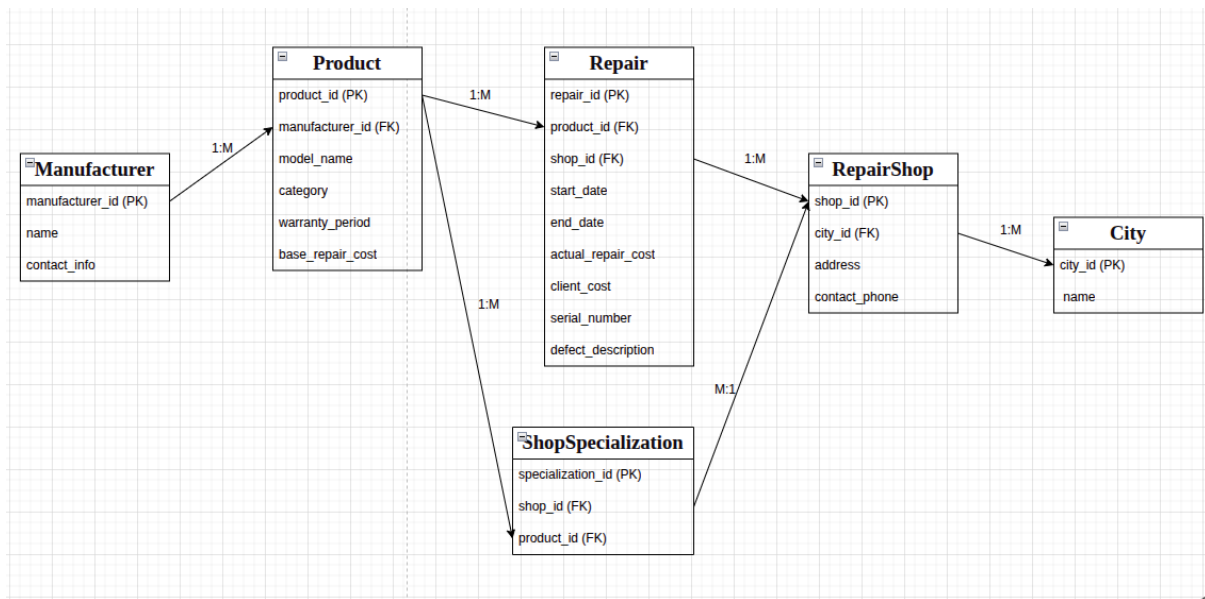 Manufacturer
manufacturer_id (PK)
name
contact_info
1:M
Product
product_id (PK)
manufacturer_id (FK)
model_name
category
warranty_period
base_repair_cost
1:M
1:M
Repair
repair_id (PK)
product_id (FK)
shop_id (FK)
start_date
end_date
actual_repair_cost
client_cost
serial_number
defect_description
1:M
ShopSpecialization
specialization_id (PK)
shop_id (FK)
product_id (FK)
M:1
RepairShop
shop_id (PK)
city_id (FK)
address
contact_phone
1:M
City
city_id (PK)
name